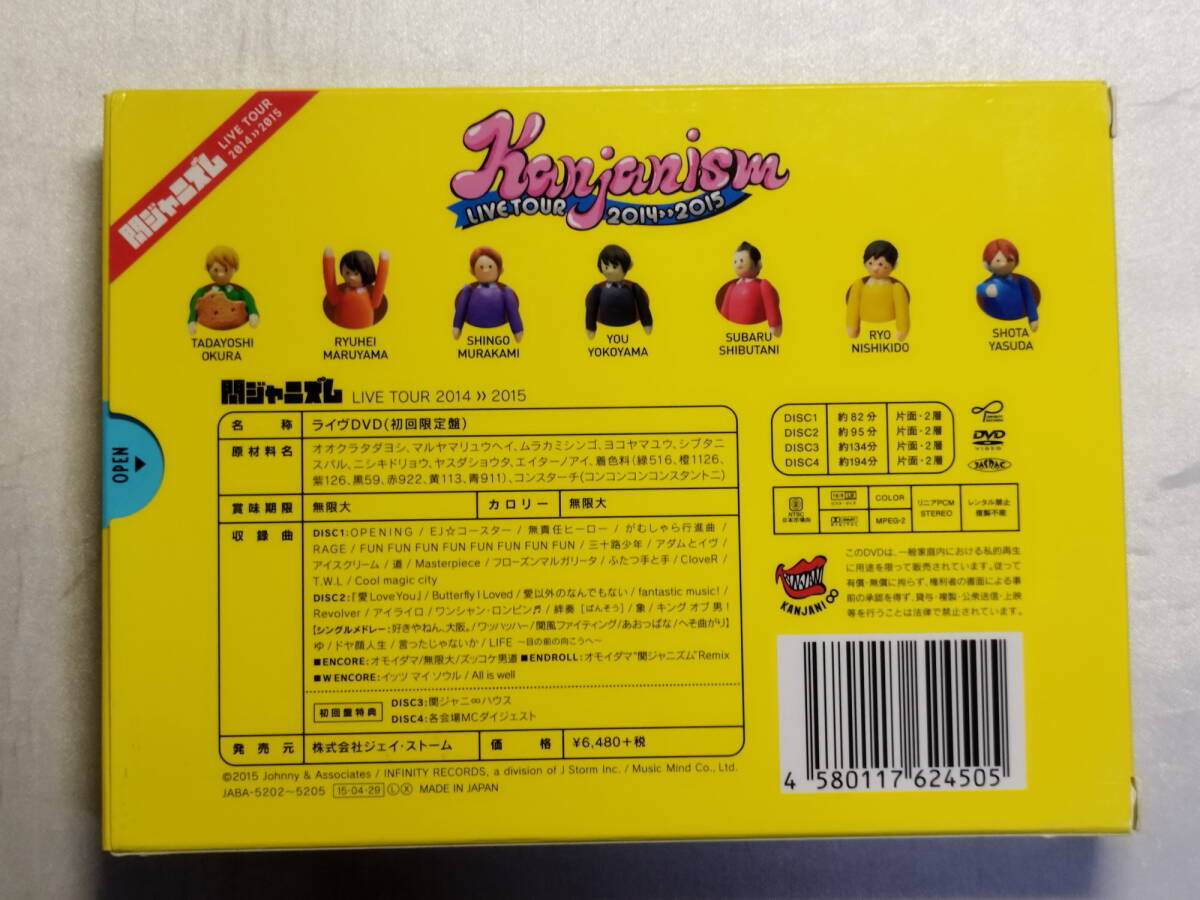 関ジャニズム
LIVE TOUR
2014››2015
Kanjanism
LIVE TOUR 2014››2015
TADAYOSHI
OKURA
RYUHEI
MARUYAMA
SHINGO
MURAKAMI
YOU
YOKOYAMA
SUBARU
SHIBUTANI
RYO
NISHIKIDO
SHOTA
YASUDA
OPEN
関ジャニズム LIVE TOUR 2014 ›› 2015
名称 ライヴDVD(初回限定盤)
原材料名 オオクラタダヨシ、マルヤマリュウヘイ、ムラカミシンゴ、ヨコヤマユウ、シブタニ
スバル、ニシキドリョウ、ヤスダショウタ、エイターノアイ、着色料(緑516、橙1126、
紫126、黒59、赤922、黄113、青911)、コンスターチ(コンコンコンコンスタントニ)
賞味期限 無限大 カロリー 無限大
収録曲 DISC1:OPENING / EJ☆コースター / 無責任ヒーロー / がむしゃら行進曲 /
RAGE / FUN FUN FUN FUN FUN FUN FUN FUN / 三十路少年 / アダムとイヴ /
アイスクリーム / 道 / Masterpiece / フローズンマルガリータ / ふたつ手と手 / CloveR /
T.W.L / Cool magic city
DISC2:「愛 Love You」/ Butterfly I Loved / 愛以外のなんでもない / fantastic music! /
Revolver / アイライロ / ワンシャン・ロンピン♬ / 絆奏 [ばんそう] / 象 / キング オブ 男! /
【シングルメドレー:好きやねん、大阪。/ ワッハッハー / 関風ファイティング / あおっぱな / へそ曲がり】
ゆ / ドヤ顔人生 / 言ったじゃないか / LIFE ～目の前の向こうへ～
■ENCORE:オモイダマ/無限大/ズッコケ男道 ■ENDROLL:オモイダマ"関ジャニズム"Remix
■W ENCORE:イッツ マイ ソウル / All is well
初回盤特典 DISC3:関ジャニ∞ハウス
DISC4:各会場MCダイジェスト
発売元 株式会社ジェイ・ストーム 価格 ¥6,480+税
©2015 Johnny & Associates / INFINITY RECORDS, a division of J Storm Inc. / Music Mind Co., Ltd.
JABA-5202～5205 15·04·29 Ⓛ Ⓧ MADE IN JAPAN
DISC1 約82分 片面・2層
DISC2 約95分 片面・2層
DISC3 約134分 片面・2層
DISC4 約194分 片面・2層
DVD
VIDEO
JASRAC
2
NTSC
日本市場向
16:9
COLOR
MPEG-2
リニアPCM
STEREO
レンタル禁止
複製不能
KANJANI∞
このDVDは、一般家庭内における私的再生
に用途を限って販売されています。従って
有償・無償に拘らず、権利者の書面による事
前の承認を得ず、貸与・複製・公衆送信・上映
等を行うことは法律で禁止されています。
4 580117 624505